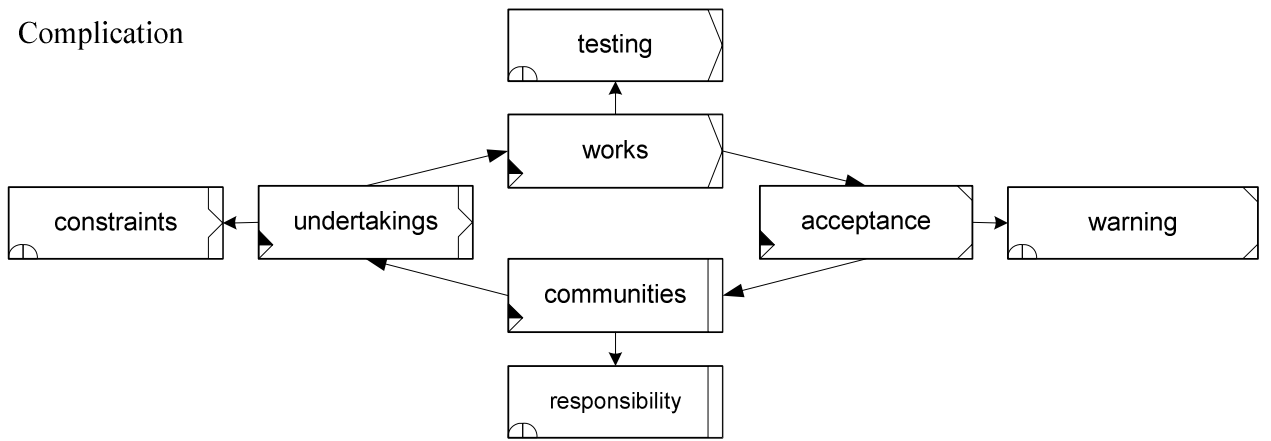 Complication
testing
works
constraints
undertakings
acceptance
warning
communities
responsibility